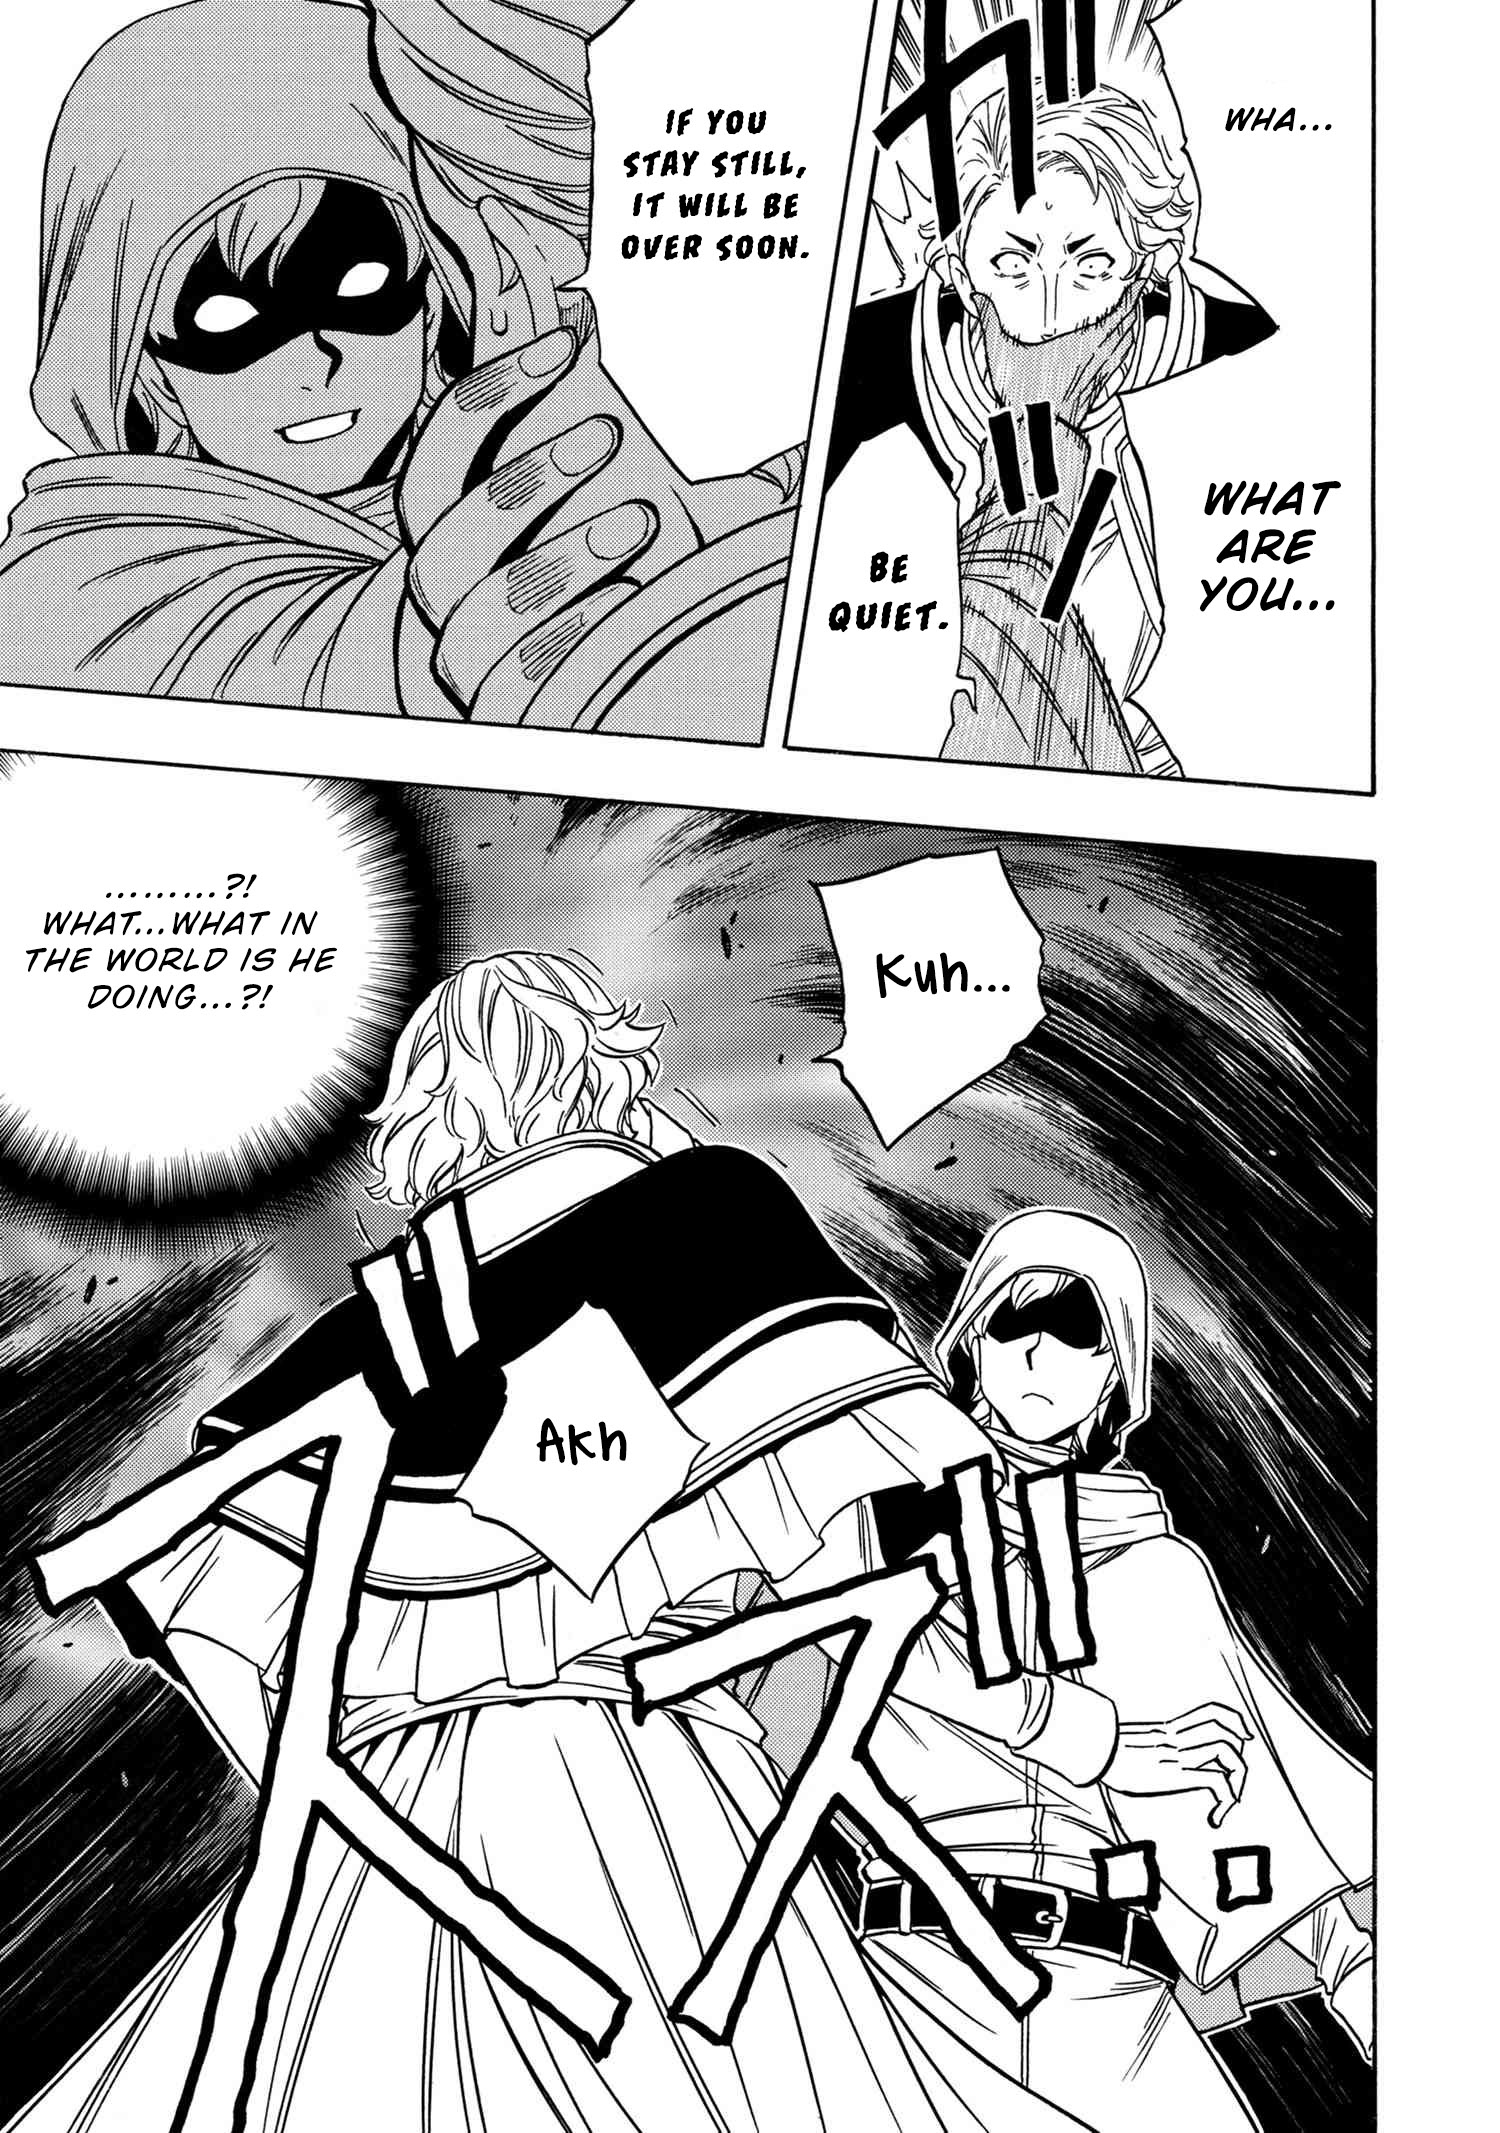 WHA...
ガッ
WHAT
ARE
YOU...
BE
QUIET.
IF YOU
STAY STILL,
IT WILL BE
OVER SOON.
Kuh...
.........?!
WHAT...WHAT IN
THE WORLD IS HE
DOING...?!
Akh
ズズ